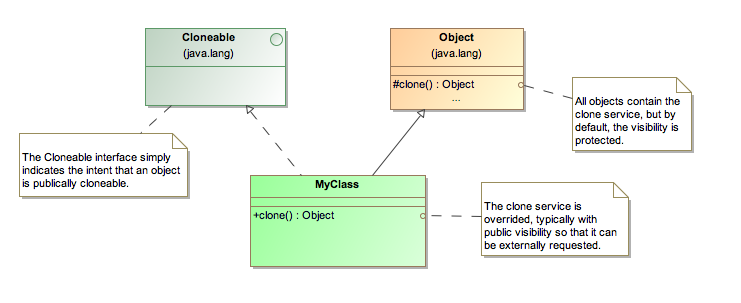 Cloneable
(java.lang)
Object
(java.lang)
#clone() : Object
...
All objects contain the
clone service, but by
default, the visibility is
protected.
The Cloneable interface simply
indicates the intent that an object
is publically cloneable.
MyClass
+clone() : Object
The clone service is
overrided, typically with
public visibility so that it can
be externally requested.